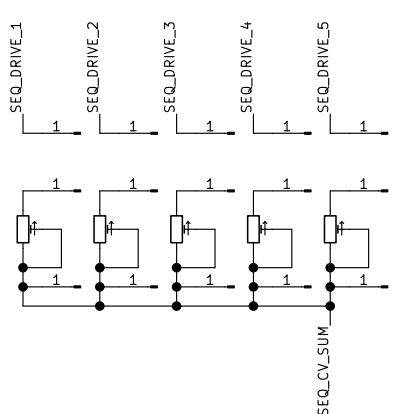 SEQ_DRIVE_1
SEQ_DRIVE_2
SEQ_DRIVE_3
SEQ_DRIVE_4
SEQ_DRIVE_5
1 1 1 1 1
1 1 1 1 1
1 1 1 1 1
SEQ_CV_SUM